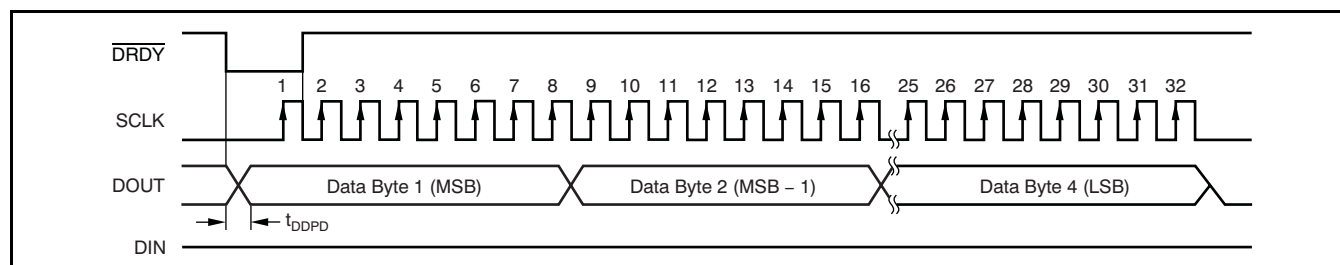 DRDY
1 2 3 4 5 6 7 8 9 10 11 12 13 14 15 16 25 26 27 28 29 30 31 32
SCLK
DOUT Data Byte 1 (MSB) Data Byte 2 (MSB − 1) Data Byte 4 (LSB)
tDDPD
DIN